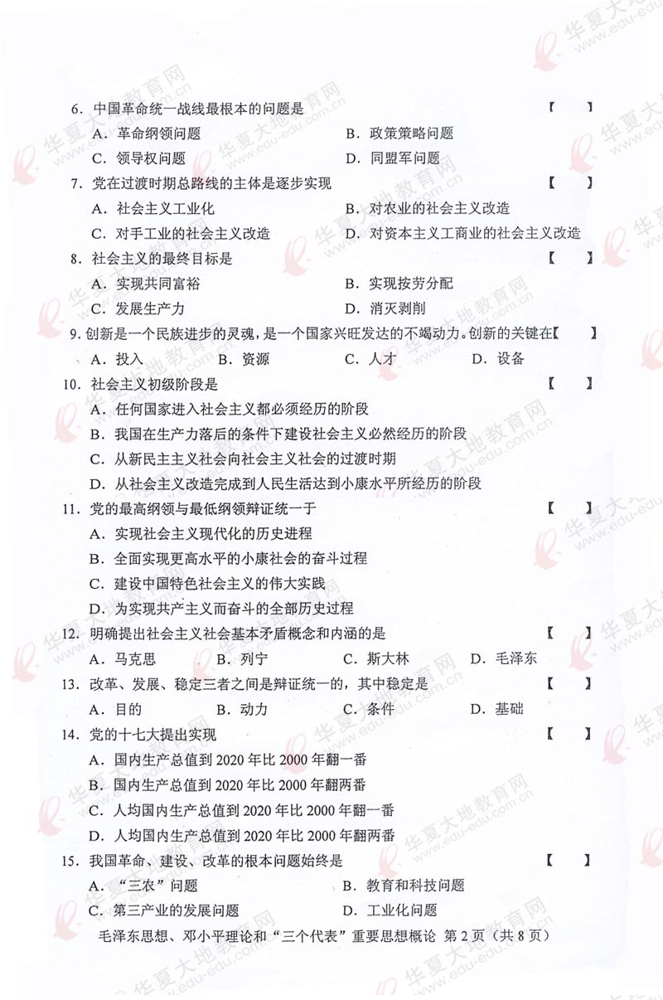 6．中国革命统一战线最根本的问题是 【 】
A．革命纲领问题 B．政策策略问题
C．领导权问题 D．同盟军问题
7．党在过渡时期总路线的主体是逐步实现 【 】
A．社会主义工业化 B．对农业的社会主义改造
C．对手工业的社会主义改造 D．对资本主义工商业的社会主义改造
8．社会主义的最终目标是 【 】
A．实现共同富裕 B．实现按劳分配
C．发展生产力 D．消灭剥削
9．创新是一个民族进步的灵魂，是一个国家兴旺发达的不竭动力。创新的关键在【 】
A．投入 B．资源 C．人才 D．设备
10．社会主义初级阶段是 【 】
A．任何国家进入社会主义都必须经历的阶段
B．我国在生产力落后的条件下建设社会主义必然经历的阶段
C．从新民主主义社会向社会主义社会的过渡时期
D．从社会主义改造完成到人民生活达到小康水平所经历的阶段
11．党的最高纲领与最低纲领辩证统一于 【 】
A．实现社会主义现代化的历史进程
B．全面实现更高水平的小康社会的奋斗过程
C．建设中国特色社会主义的伟大实践
D．为实现共产主义而奋斗的全部历史过程
12．明确提出社会主义社会基本矛盾概念和内涵的是 【 】
A．马克思 B．列宁 C．斯大林 D．毛泽东
13．改革、发展、稳定三者之间是辩证统一的，其中稳定是 【 】
A．目的 B．动力 C．条件 D．基础
14．党的十七大提出实现 【 】
A．国内生产总值到 2020 年比 2000 年翻一番
B．国内生产总值到 2020 年比 2000 年翻两番
C．人均国内生产总值到 2020 年比 2000 年翻一番
D．人均国内生产总值到 2020 年比 2000 年翻两番
15．我国革命、建设、改革的根本问题始终是 【 】
A．“三农”问题 B．教育和科技问题
C．第三产业的发展问题 D．工业化问题
毛泽东思想、邓小平理论和“三个代表”重要思想概论 第 2 页（共 8 页）
华夏大地教育网
www.edu-edu.com.cn